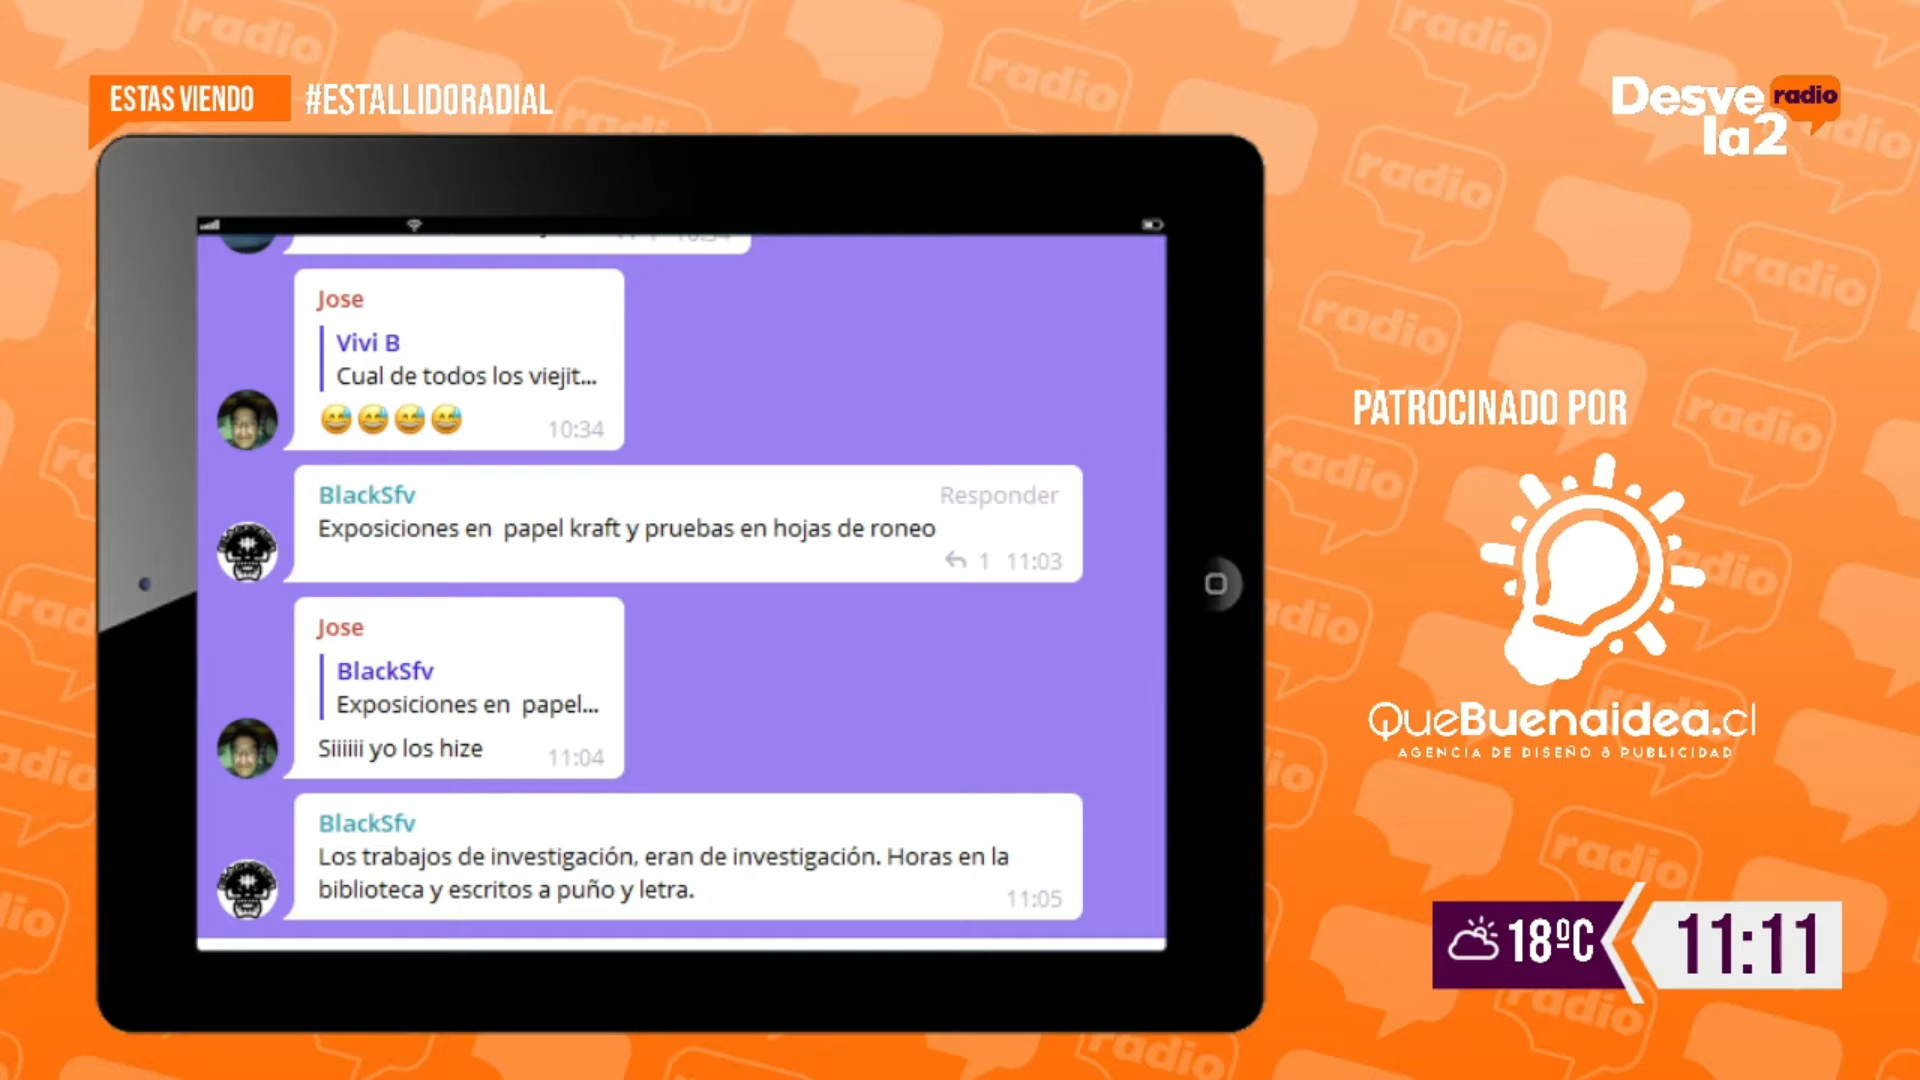 ESTAS VIENDO #ESTALLIDORADIAL
Desve radio
la2
Jose
Vivi B
Cual de todos los viejit...
😅😅😅😅 10:34
BlackSfv Responder
Exposiciones en papel kraft y pruebas en hojas de roneo
1 11:03
Jose
BlackSfv
Exposiciones en papel...
Siiiiii yo los hize 11:04
BlackSfv
Los trabajos de investigación, eran de investigación. Horas en la
biblioteca y escritos a puño y letra.
11:05
PATROCINADO POR
QueBuenaidea.cl
AGENCIA DE DISEÑO & PUBLICIDAD
18ºC 11:11